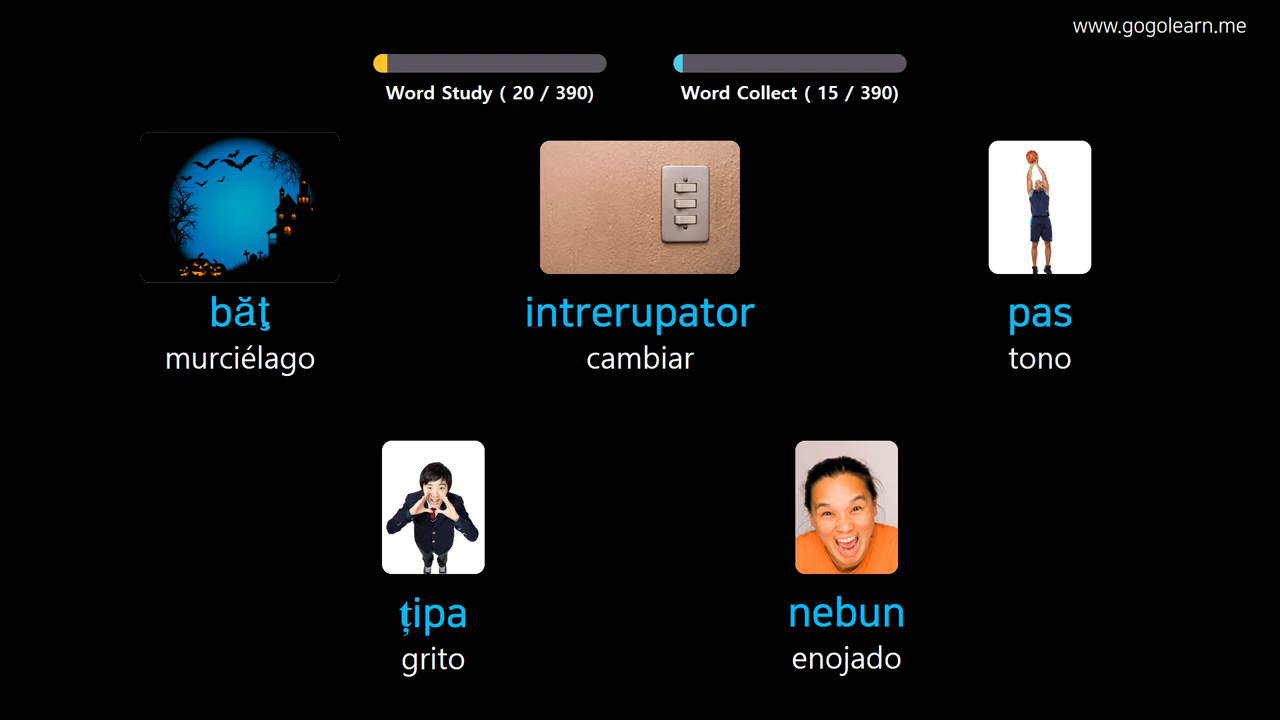 www.gogolearn.me
Word Study ( 20 / 390)
Word Collect ( 15 / 390)
băţ
murciélago
intrerupator
cambiar
pas
tono
țipa
grito
nebun
enojado